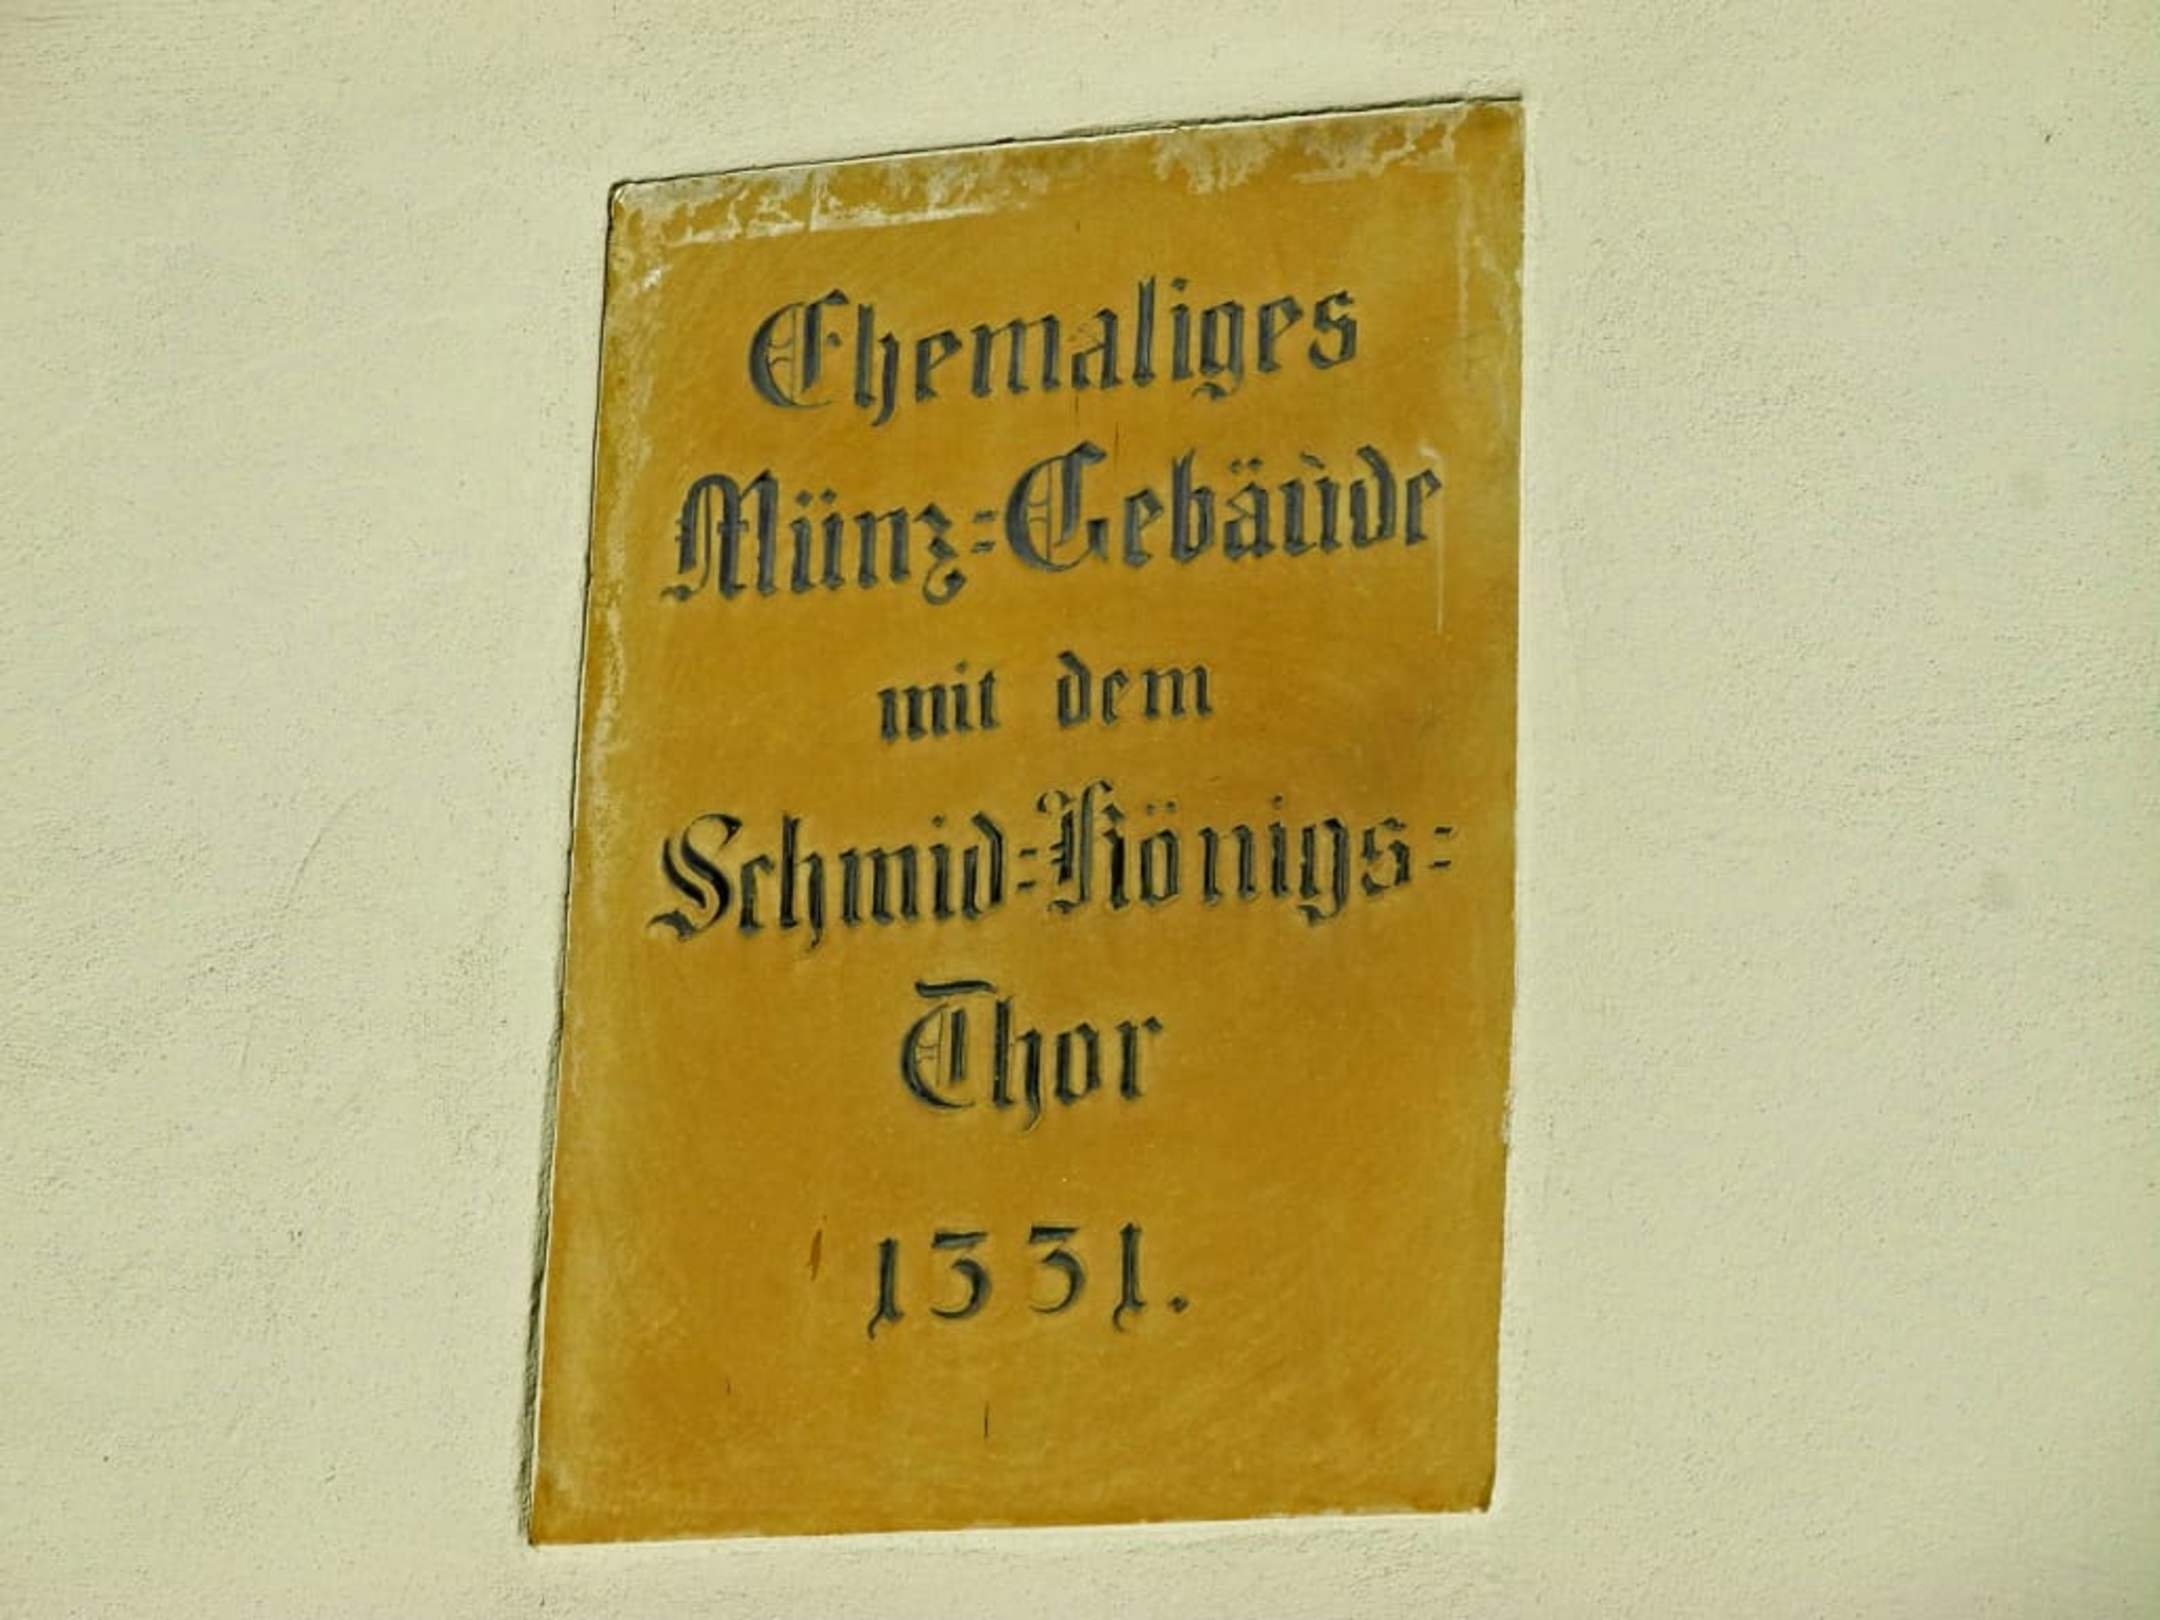 Ehemaliges
Münz=Gebäude
mit dem
Schmid=Königs=
Thor
1331.